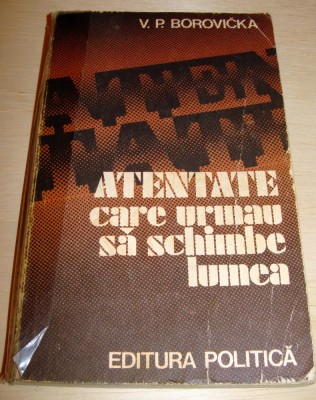 V. P. BOROVIČKA
ATENTATE
care urmau
să schimbe
lumea
EDITURA POLITICĂ